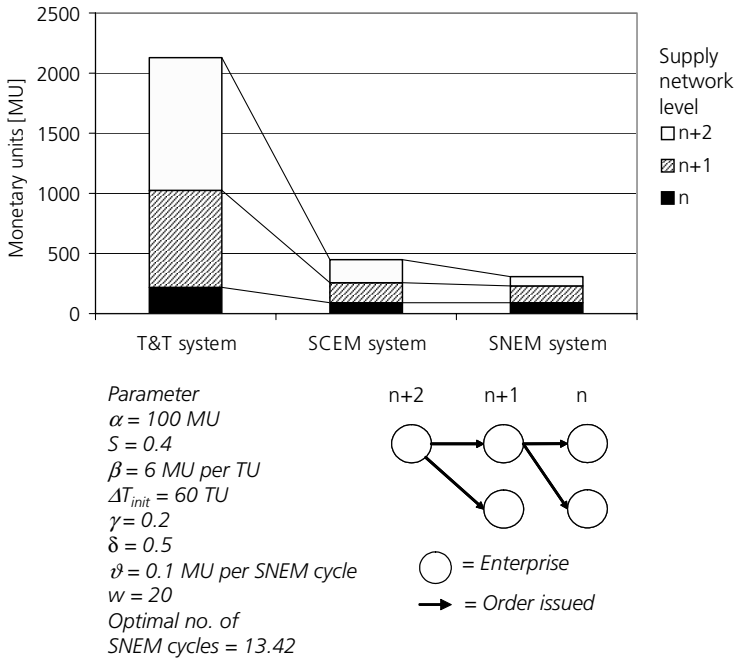 2500
2000
1500
1000
500
0
Monetary units [MU]
T&T system
SCEM system
SNEM system
Supply
network
level
n+2
n+1
n
Parameter
α = 100 MU
S = 0.4
β = 6 MU per TU
ΔT_init = 60 TU
γ = 0.2
δ = 0.5
ϑ = 0.1 MU per SNEM cycle
w = 20
Optimal no. of
SNEM cycles = 13.42
n+2
n+1
n
= Enterprise
= Order issued